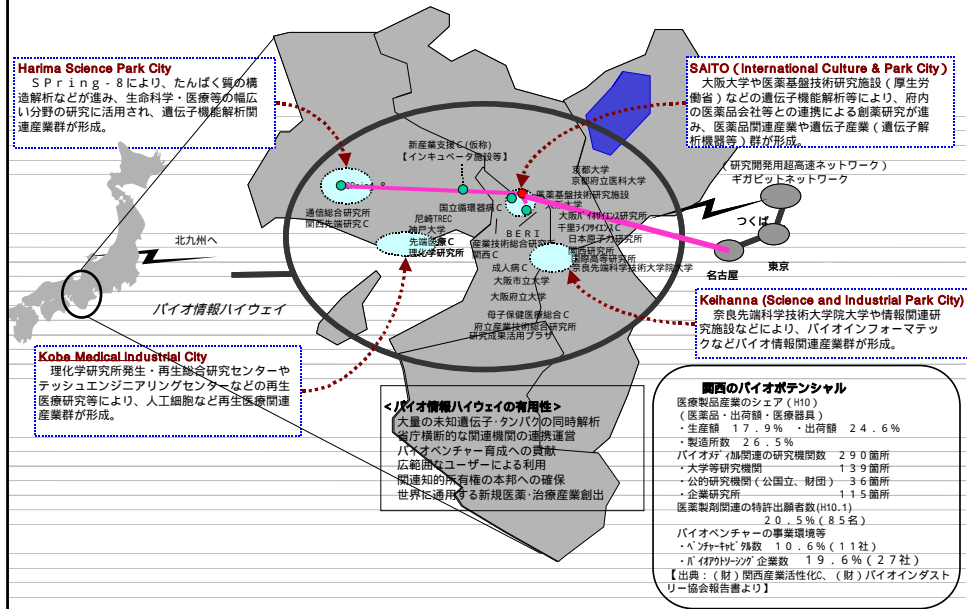 Harima Science Park City
SPring-8により、たんぱく質の構
造解析などが進み、生命科学・医療等の幅広
い分野の研究に活用され、遺伝子機能解析関
連産業群が形成。
SAITO (International Culture & Park City)
大阪大学や医薬基盤技術研究施設(厚生労
働省)などの遺伝子機能解析等により、府内
の医薬品会社等との連携による創薬研究が進
み、医薬品関連産業や遺伝子産業(遺伝子解
析機器等)群が形成。
新産業支援C(仮称)
【インキュベータ施設等】
京都大学
京都府立医科大学
医薬基盤技術研究施設
国立循環器病C
通信総合研究所
関西先端研究C
尼崎TREC
神戸大学
先端医療C
理化学研究所
大阪バイオサイエンス研究所
千里ライフサイエンスC
BERI
日本原子力研究所
産業技術総合研究所
関西C
関西研究所
国際高等研究所
奈良先端科学技術大学院大学
成人病C
大阪市立大学
大阪府立大学
母子保健医療総合C
府立産業技術総合研究所
研究成果活用プラザ
(研究開発用超高速ネットワーク)
ギガビットネットワーク
つくば
東京
名古屋
北九州へ
バイオ情報ハイウェイ
Keihanna (Science and Industrial Park City)
奈良先端科学技術大学院大学や情報関連研
究施設などにより、バイオインフォーマテッ
クなどバイオ情報関連産業群が形成。
Kobe Medical Industrial City
理化学研究所発生・再生総合研究センターや
テッシュエンジニアリングセンターなどの再生
医療研究等により、人工細胞など再生医療関連
産業群が形成。
<バイオ情報ハイウェイの有用性>
大量の未知遺伝子・タンパクの同時解析
省庁横断的な関連機関の連携運営
バイオベンチャー育成への貢献
広範囲なユーザーによる利用
関連知的所有権の本邦への確保
世界に通用する新規医薬・治療産業創出
関西のバイオポテンシャル
医療製品産業のシェア(H10)
(医薬品・出荷額・医療器具)
・生産額 17.9% ・出荷額 24.6%
・製造所数 26.5%
バイオメディカル関連の研究機関数 290箇所
・大学等研究機関 139箇所
・公的研究機関(公国立、財団) 36箇所
・企業研究所 115箇所
医薬製剤関連の特許出願者数(H10.1)
20.5%(85名)
バイオベンチャーの事業環境等
・ベンチャーキャピタル数 10.6%(11社)
・バイオアウトソーシング企業数 19.6%(27社)
【出典:(財)関西産業活性化C、(財)バイオインダスト
リー協会報告書より】